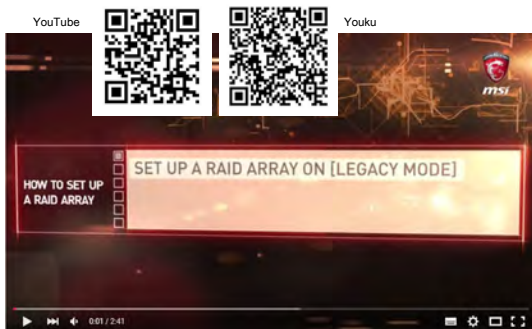 YouTube
Youku
msi
HOW TO SET UP
A RAID ARRAY
SET UP A RAID ARRAY ON [LEGACY MODE]
0:01 / 2:41